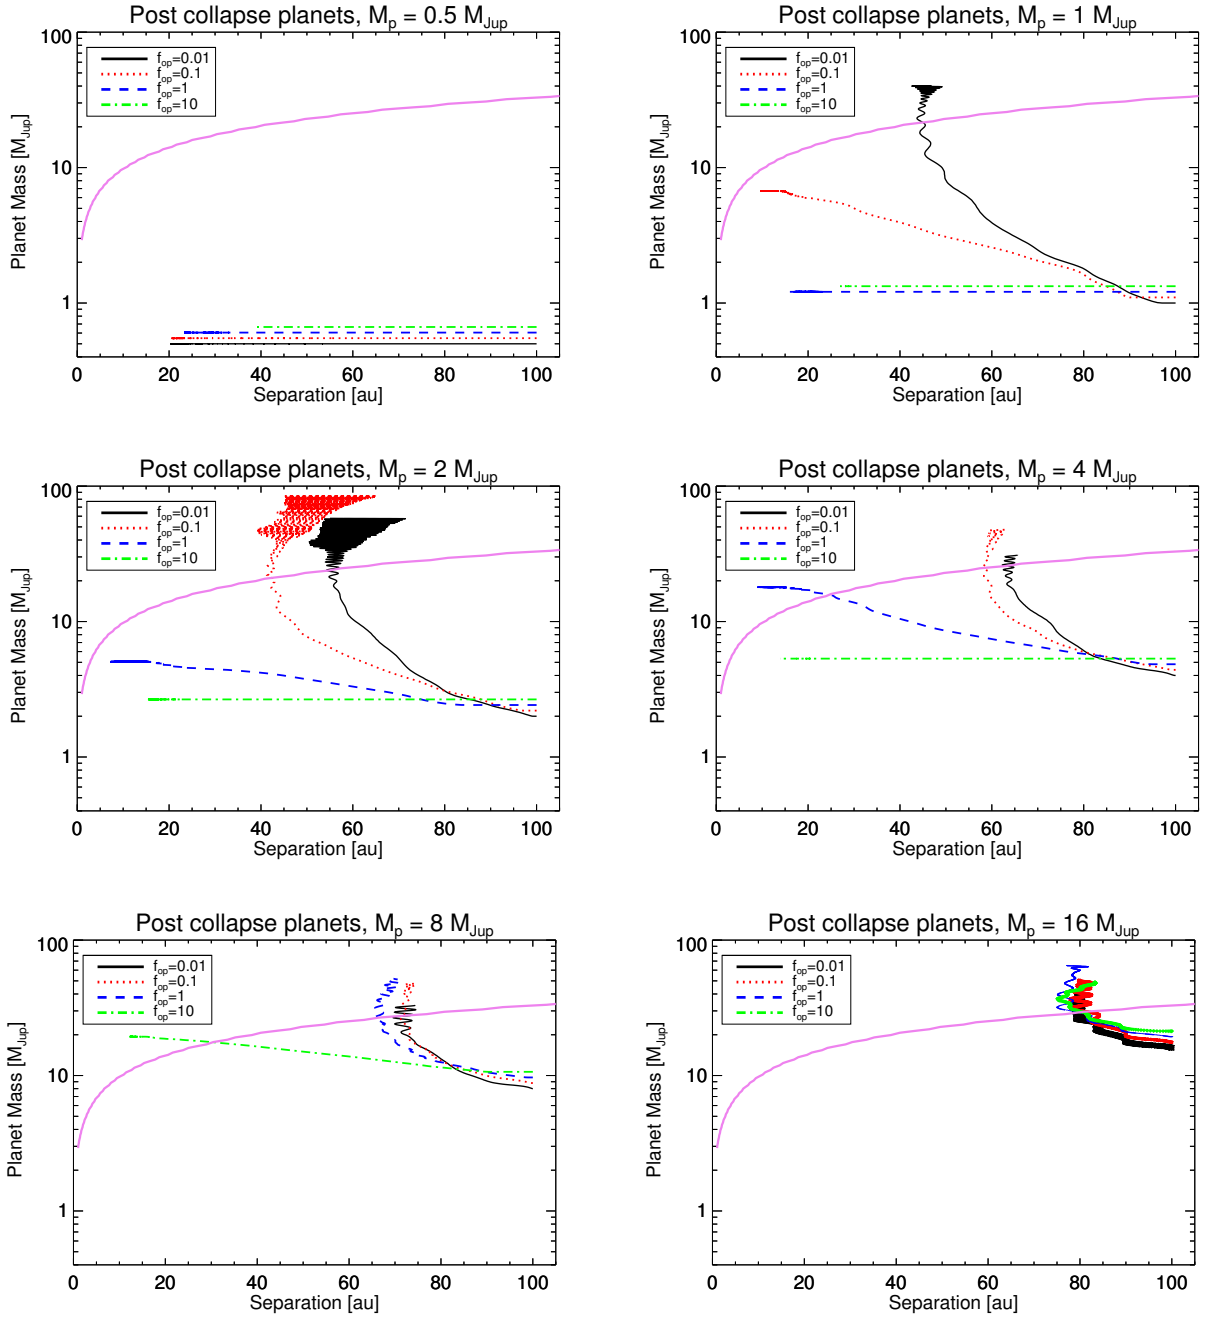 Post collapse planets, Mp = 0.5 MJup
100
10
1
Planet Mass [MJup]
fop=0.01
fop=0.1
fop=1
fop=10
0 20 40 60 80 100
Separation [au]
Post collapse planets, Mp = 1 MJup
100
10
1
Planet Mass [MJup]
fop=0.01
fop=0.1
fop=1
fop=10
0 20 40 60 80 100
Separation [au]
Post collapse planets, Mp = 2 MJup
100
10
1
Planet Mass [MJup]
fop=0.01
fop=0.1
fop=1
fop=10
0 20 40 60 80 100
Separation [au]
Post collapse planets, Mp = 4 MJup
100
10
1
Planet Mass [MJup]
fop=0.01
fop=0.1
fop=1
fop=10
0 20 40 60 80 100
Separation [au]
Post collapse planets, Mp = 8 MJup
100
10
1
Planet Mass [MJup]
fop=0.01
fop=0.1
fop=1
fop=10
0 20 40 60 80 100
Separation [au]
Post collapse planets, Mp = 16 MJup
100
10
1
Planet Mass [MJup]
fop=0.01
fop=0.1
fop=1
fop=10
0 20 40 60 80 100
Separation [au]